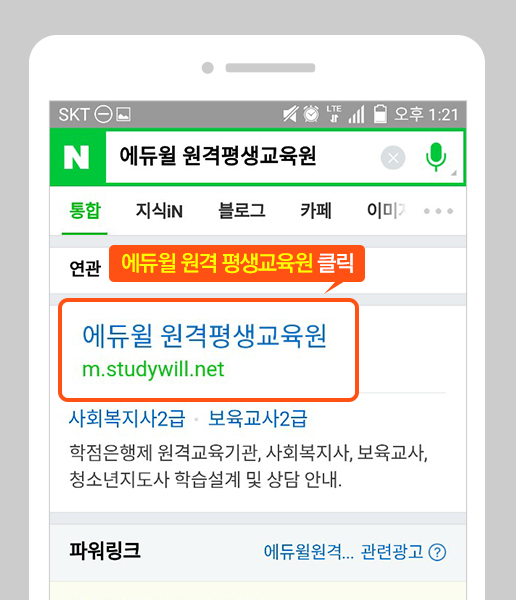 SKT LTE 오후 1:21
N 에듀윌 원격평생교육원
통합 지식iN 블로그 카페 이미지
연관 에듀윌 원격 평생교육원 클릭
에듀윌 원격평생교육원
m.studywill.net
사회복지사2급 · 보육교사2급
학점은행제 원격교육기관, 사회복지사, 보육교사,
청소년지도사 학습설계 및 상담 안내.
파워링크 에듀윌원격... 관련광고 ?